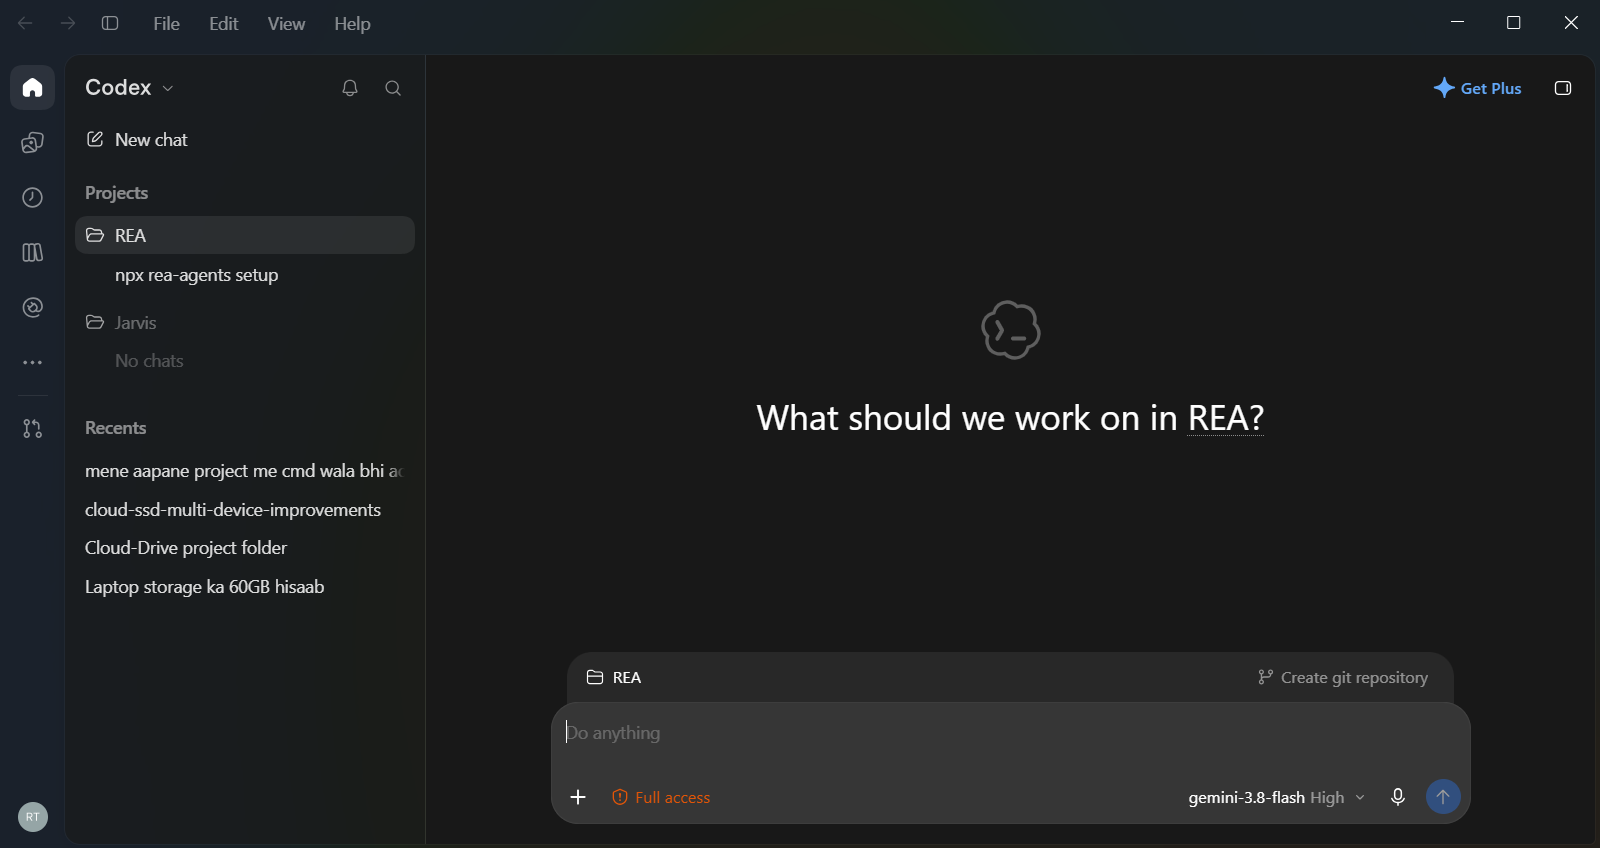 File Edit View Help
Codex
Get Plus
New chat
Projects
REA
npx rea-agents setup
Jarvis
No chats
Recents
mene aapane project me cmd wala bhi
cloud-ssd-multi-device-improvements
Cloud-Drive project folder
Laptop storage ka 60GB hisaab
What should we work on in REA?
REA
Create git repository
Do anything
Full access
gemini-3.8-flash High
RT